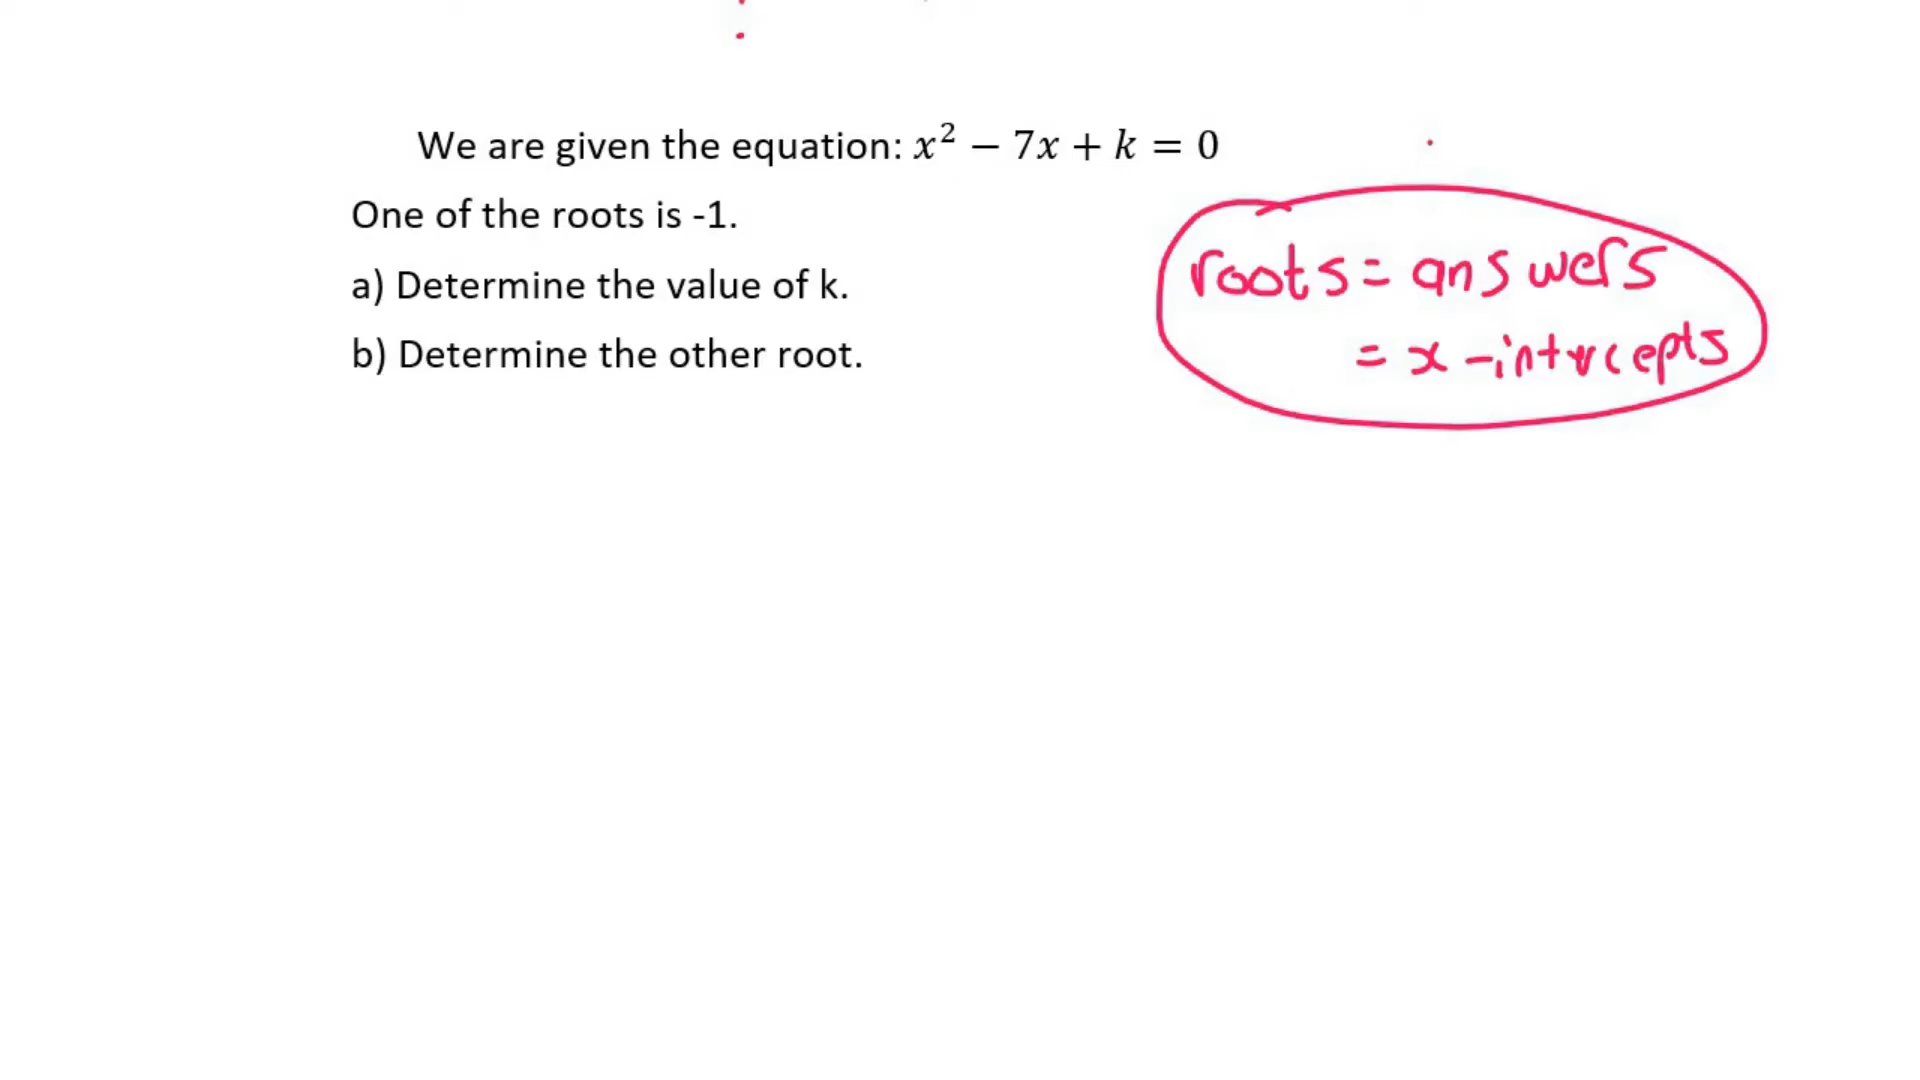 We are given the equation: x² − 7x + k = 0
One of the roots is -1.
a) Determine the value of k.
b) Determine the other root.
roots = answers
= x-intrcepts